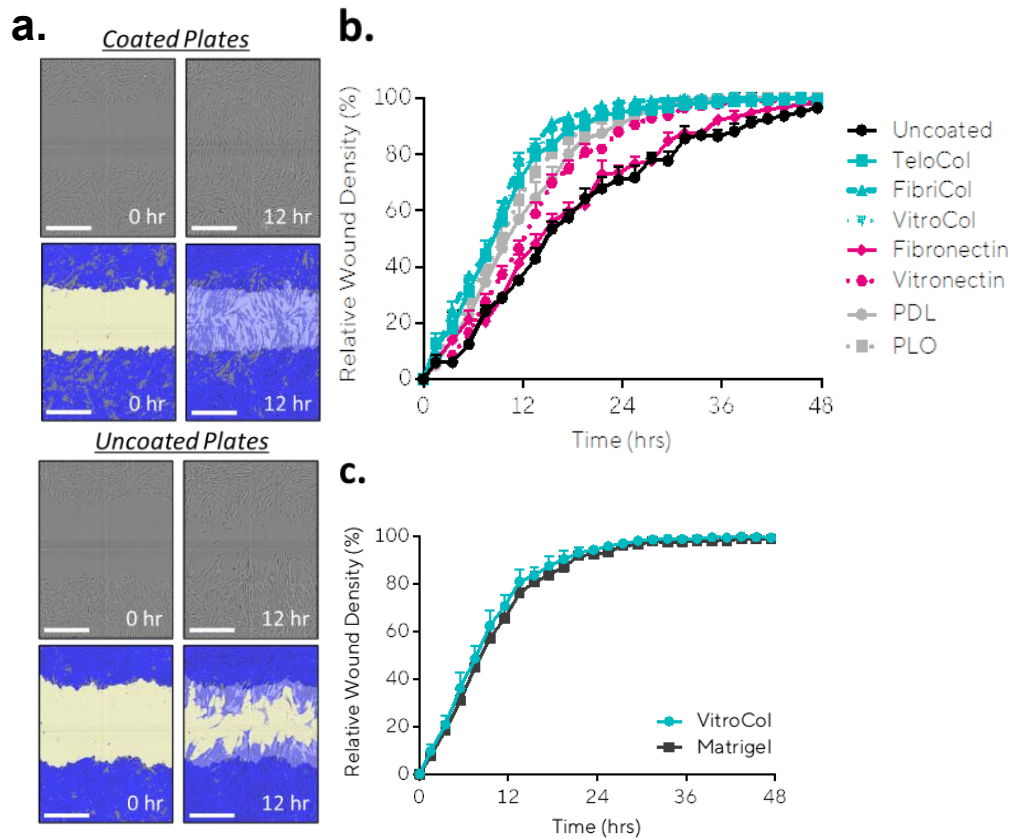 a.
Coated Plates
0 hr
12 hr
0 hr
12 hr
Uncoated Plates
0 hr
12 hr
0 hr
12 hr
b.
Relative Wound Density (%)
100
80
60
40
20
0
0 12 24 36 48
Time (hrs)
Uncoated
TeloCol
FibriCol
VitroCol
Fibronectin
Vitronectin
PDL
PLO
c.
Relative Wound Density (%)
100
80
60
40
20
0
0 12 24 36 48
Time (hrs)
VitroCol
Matrigel